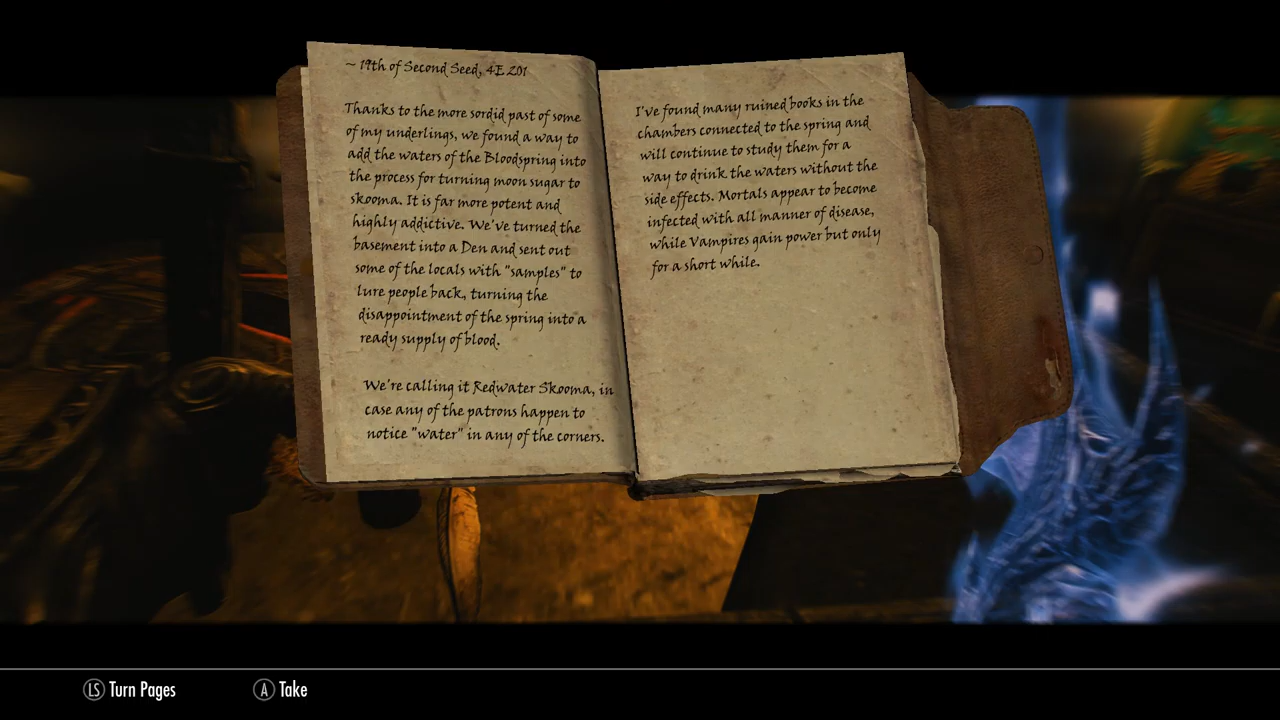 ~ 19th of Second Seed, 4E 201
Thanks to the more sordid past of some
of my underlings, we found a way to
add the waters of the Bloodspring into
the process for turning moon sugar to
skooma. It is far more potent and
highly addictive. We've turned the
basement into a Den and sent out
some of the locals with "samples" to
lure people back, turning the
disappointment of the spring into a
ready supply of blood.
We're calling it Redwater Skooma, in
case any of the patrons happen to
notice "water" in any of the corners.
I've found many ruined books in the
chambers connected to the spring and
will continue to study them for a
way to drink the waters without the
side effects. Mortals appear to become
infected with all manner of disease,
while Vampires gain power but only
for a short while.
LS Turn Pages
A Take